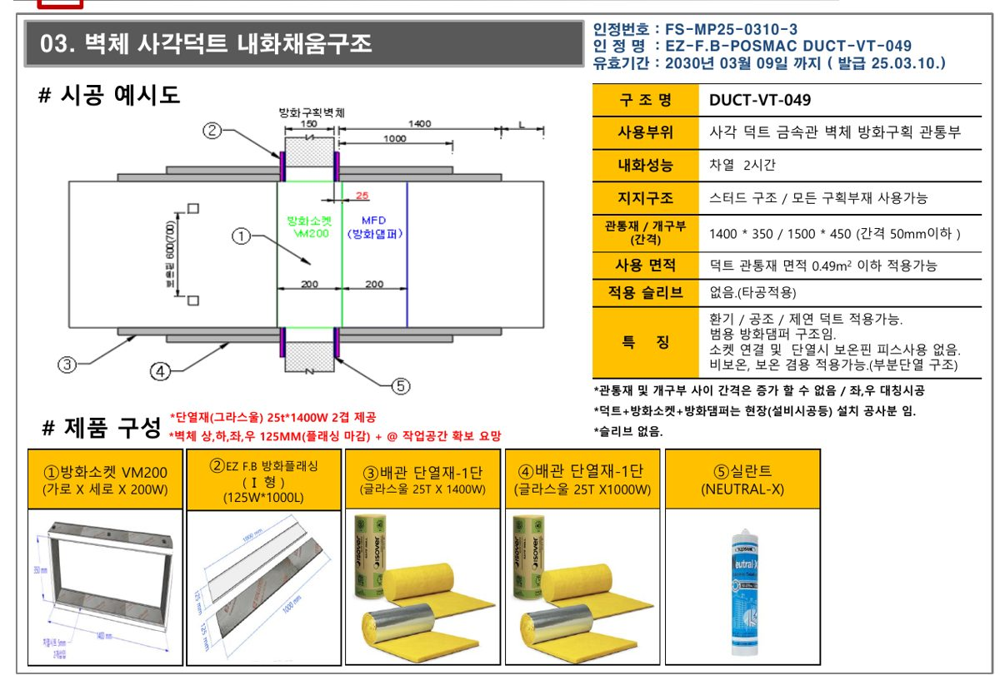 03. 벽체 사각덕트 내화채움구조
인정번호 : FS-MP25-0310-3
인 정 명 : EZ-F.B-POSMAC DUCT-VT-049
유효기간 : 2030년 03월 09일 까지 ( 발급 25.03.10.)
# 시공 예시도
방화구획벽체
150
1400
L
1000
②
25
방화소켓
VM200
MFD
(방화댐퍼)
①
보온핀 600(700)
200
200
③
④
⑤
구 조 명
DUCT-VT-049
사용부위
사각 덕트 금속관 벽체 방화구획 관통부
내화성능
차열 2시간
지지구조
스터드 구조 / 모든 구획부재 사용가능
관통재 / 개구부
(간격)
1400 * 350 / 1500 * 450 (간격 50mm이하 )
사용 면적
덕트 관통재 면적 0.49m² 이하 적용가능
적용 슬리브
없음.(타공적용)
특 징
환기 / 공조 / 제연 덕트 적용가능.
범용 방화댐퍼 구조임.
소켓 연결 및 단열시 보온핀 피스사용 없음.
비보온, 보온 겸용 적용가능.(부분단열 구조)
*관통재 및 개구부 사이 간격은 증가 할 수 없음 / 좌,우 대칭시공
*덕트+방화소켓+방화댐퍼는 현장(설비시공등) 설치 공사분 임.
*슬리브 없음.
# 제품 구성
*단열재(그라스울) 25t*1400W 2겹 제공
*벽체 상,하,좌,우 125MM(플래싱 마감) + @ 작업공간 확보 요망
①방화소켓 VM200
(가로 X 세로 X 200W)
②EZ F.B 방화플래싱
( I 형 )
(125W*1000L)
③배관 단열재-1단
(글라스울 25T X 1400W)
④배관 단열재-1단
(글라스울 25T X1000W)
⑤실란트
(NEUTRAL-X)
350 mm
1400 mm
1000 mm
125 mm
125 mm
1000 mm
isover
isover
Neutral-X